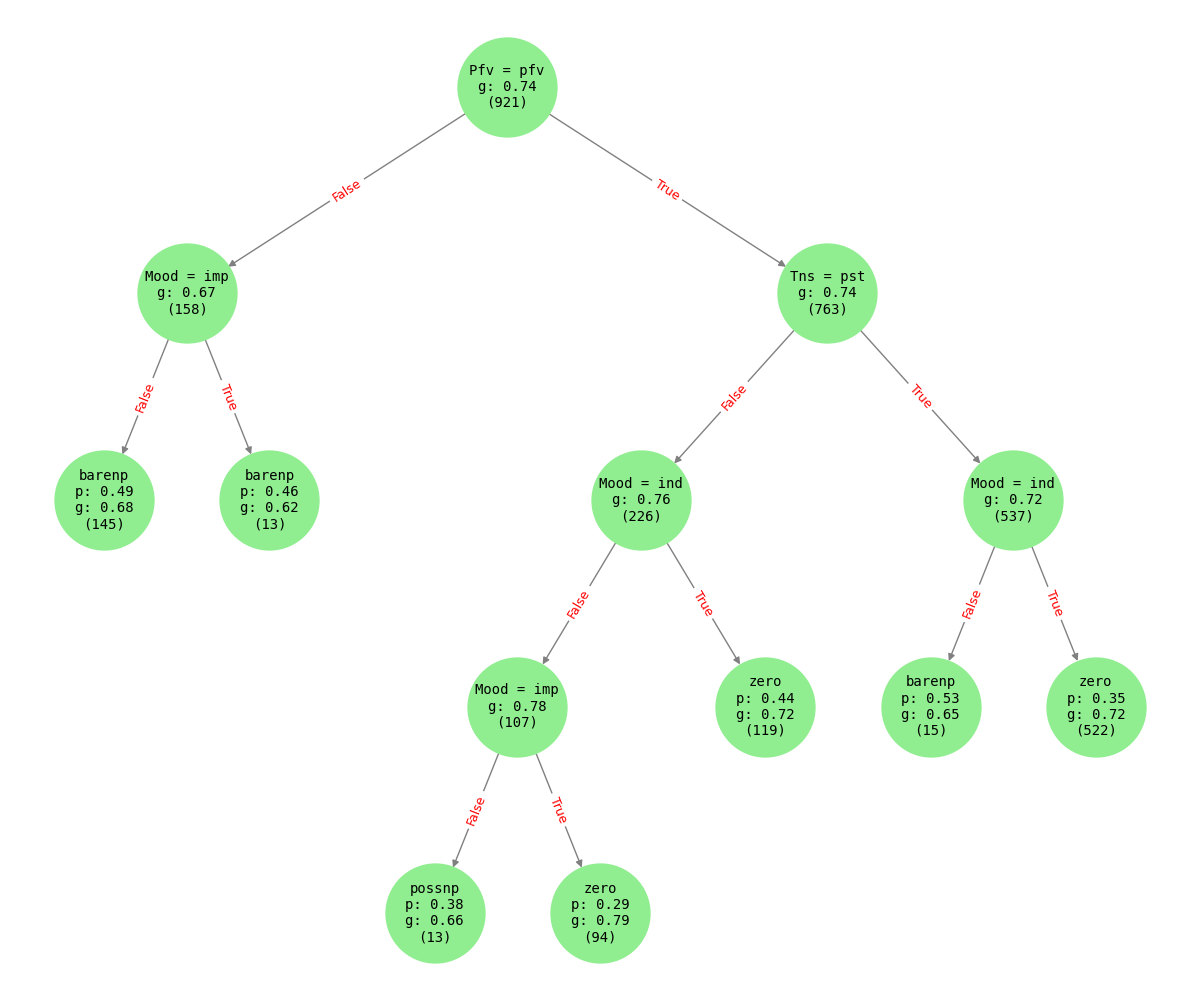 Pfv = pfv
g: 0.74
(921)
False
True
Mood = imp
g: 0.67
(158)
Tns = pst
g: 0.74
(763)
False
True
False
True
barenp
p: 0.49
g: 0.68
(145)
barenp
p: 0.46
g: 0.62
(13)
Mood = ind
g: 0.76
(226)
Mood = ind
g: 0.72
(537)
False
True
False
True
Mood = imp
g: 0.78
(107)
zero
p: 0.44
g: 0.72
(119)
barenp
p: 0.53
g: 0.65
(15)
zero
p: 0.35
g: 0.72
(522)
False
True
possnp
p: 0.38
g: 0.66
(13)
zero
p: 0.29
g: 0.79
(94)